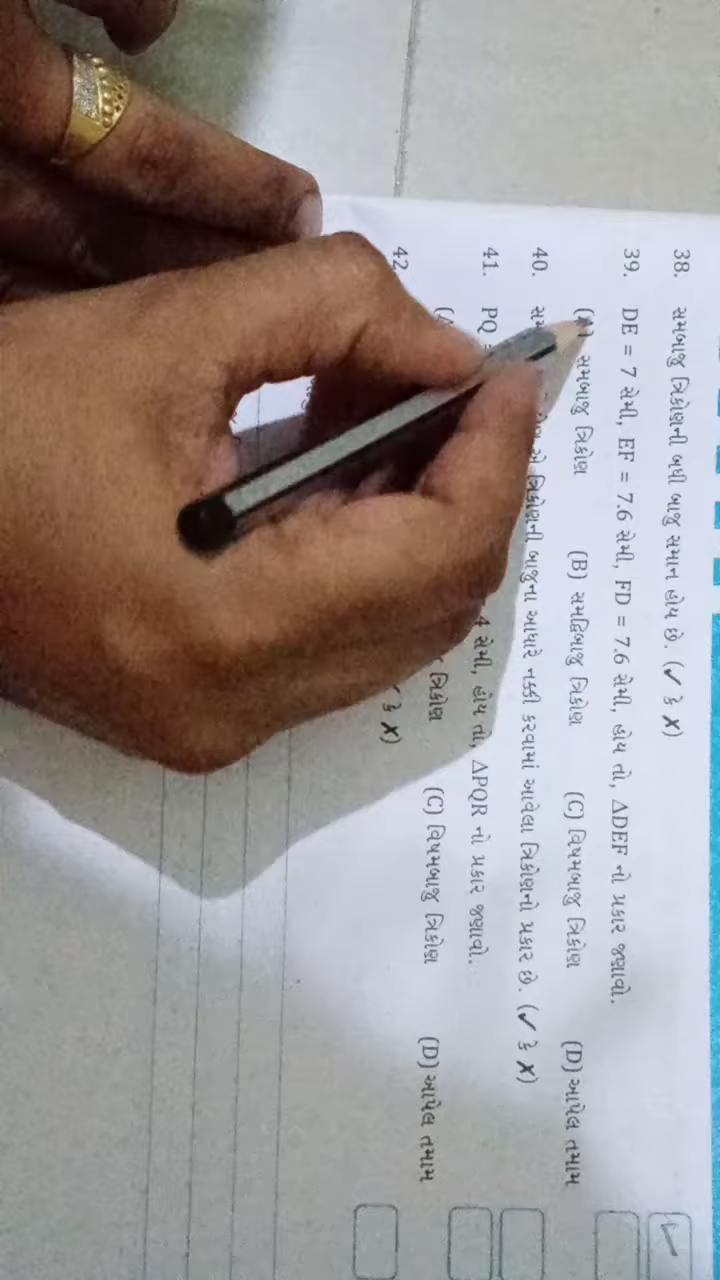 38. સમબાજુ ત્રિકોણની બધી બાજુ સમાન હોય છે. (✓ કે ✗) ✓
39. DE = 7 સેમી, EF = 7.6 સેમી, FD = 7.6 સેમી, હોય તો, ΔDEF નો પ્રકાર જણાવો.
(A) સમબાજુ ત્રિકોણ (B) સમદ્વિબાજુ ત્રિકોણ (C) વિષમબાજુ ત્રિકોણ (D) આપેલ તમામ
40. એ ત્રિકોણની બાજુના આધારે નક્કી કરવામાં આવેલા ત્રિકોણનો પ્રકાર છે. (✓ કે ✗)
41. PQ 4 સેમી, હોય તો, ΔPQR નો પ્રકાર જણાવો.
ત્રિકોણ (C) વિષમબાજુ ત્રિકોણ (D) આપેલ તમામ
42 કે ✗)